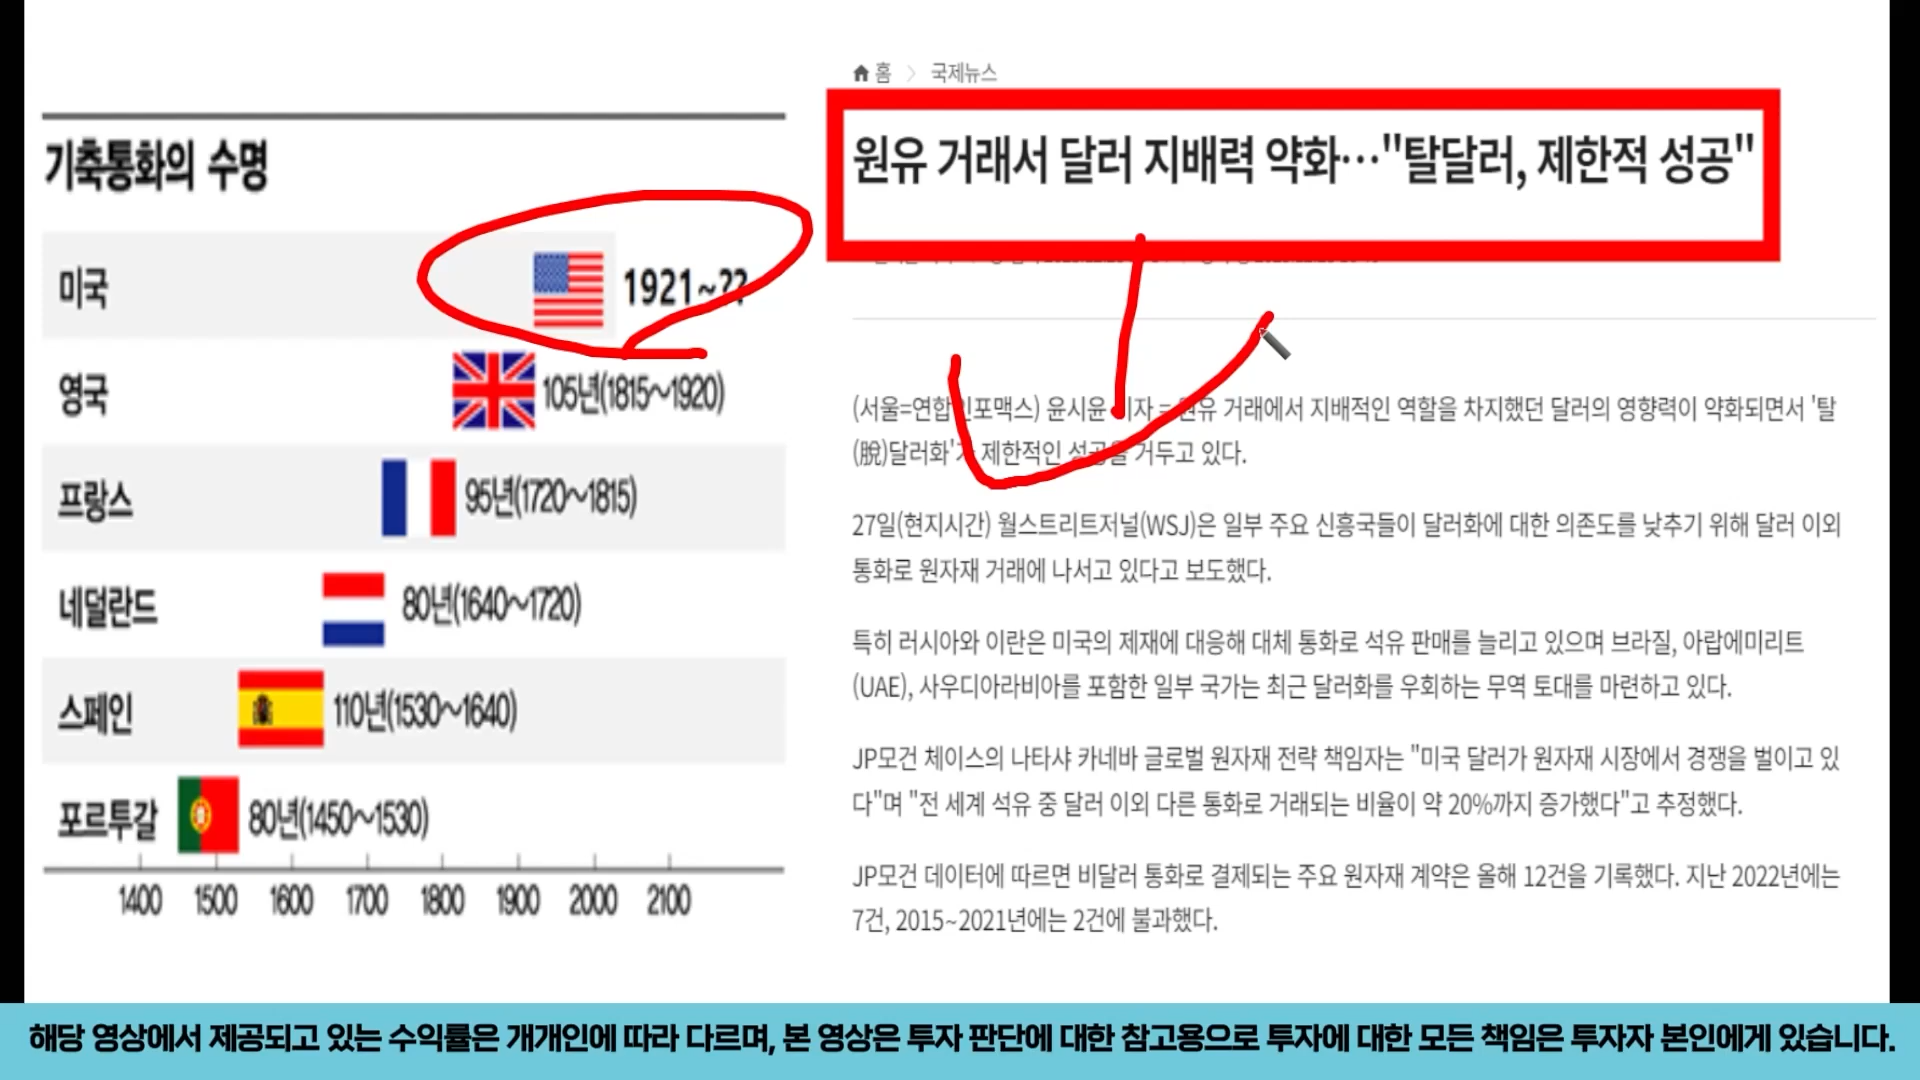 기축통화의 수명
미국 1921~??
영국 105년(1815~1920)
프랑스 95년(1720~1815)
네덜란드 80년(1640~1720)
스페인 110년(1530~1640)
포르투갈 80년(1450~1530)
1400 1500 1600 1700 1800 1900 2000 2100
홈 > 국제뉴스
원유 거래서 달러 지배력 약화…"탈달러, 제한적 성공"
(서울=연합인포맥스) 윤시윤 기자 = 원유 거래에서 지배적인 역할을 차지했던 달러의 영향력이 약화되면서 '탈
(脫)달러화'가 제한적인 성공을 거두고 있다.
27일(현지시간) 월스트리트저널(WSJ)은 일부 주요 신흥국들이 달러화에 대한 의존도를 낮추기 위해 달러 이외
통화로 원자재 거래에 나서고 있다고 보도했다.
특히 러시아와 이란은 미국의 제재에 대응해 대체 통화로 석유 판매를 늘리고 있으며 브라질, 아랍에미리트
(UAE), 사우디아라비아를 포함한 일부 국가는 최근 달러화를 우회하는 무역 토대를 마련하고 있다.
JP모건 체이스의 나타샤 카네바 글로벌 원자재 전략 책임자는 "미국 달러가 원자재 시장에서 경쟁을 벌이고 있
다"며 "전 세계 석유 중 달러 이외 다른 통화로 거래되는 비율이 약 20%까지 증가했다"고 추정했다.
JP모건 데이터에 따르면 비달러 통화로 결제되는 주요 원자재 계약은 올해 12건을 기록했다. 지난 2022년에는
7건, 2015~2021년에는 2건에 불과했다.
해당 영상에서 제공되고 있는 수익률은 개개인에 따라 다르며, 본 영상은 투자 판단에 대한 참고용으로 투자에 대한 모든 책임은 투자자 본인에게 있습니다.